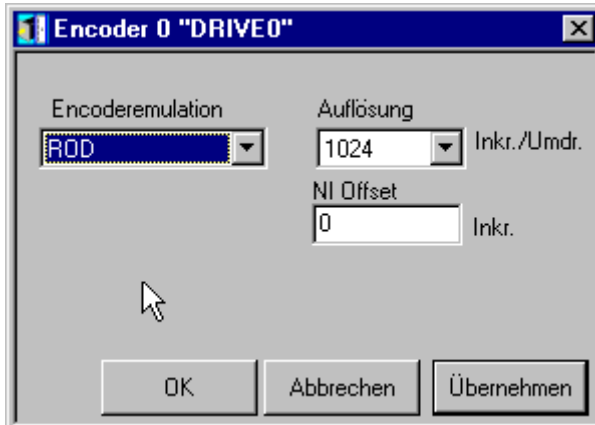 Encoder 0 "DRIVE0"
Encoderemulation
Auflösung
ROD
1024
Inkr./Umdr.
NI Offset
0
Inkr.
OK
Abbrechen
Übernehmen